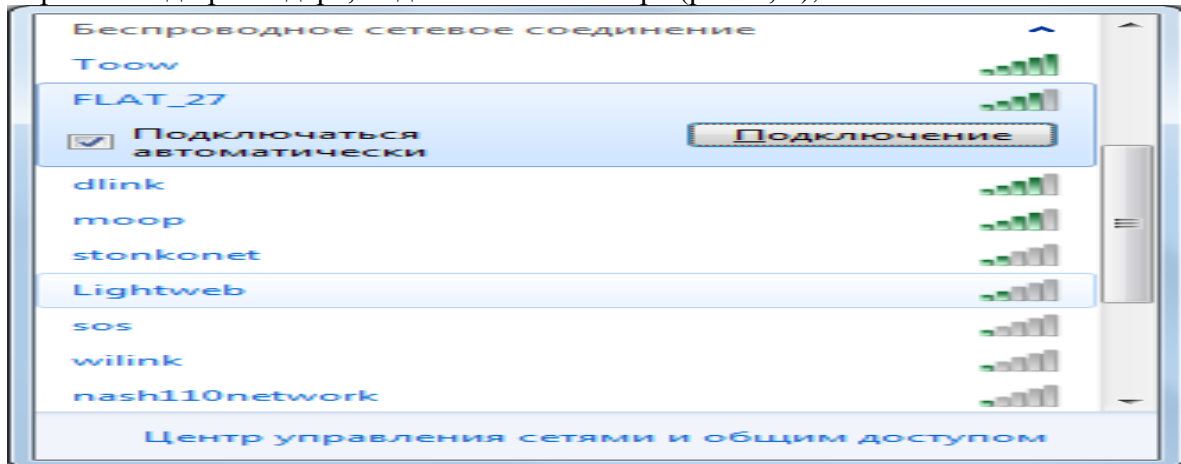 Беспроводное сетевое соединение
Toow
FLAT_27
Подключаться
автоматически
Подключение
dlink
moop
stonkonet
Lightweb
sos
wilink
nash110network
Центр управления сетями и общим доступом